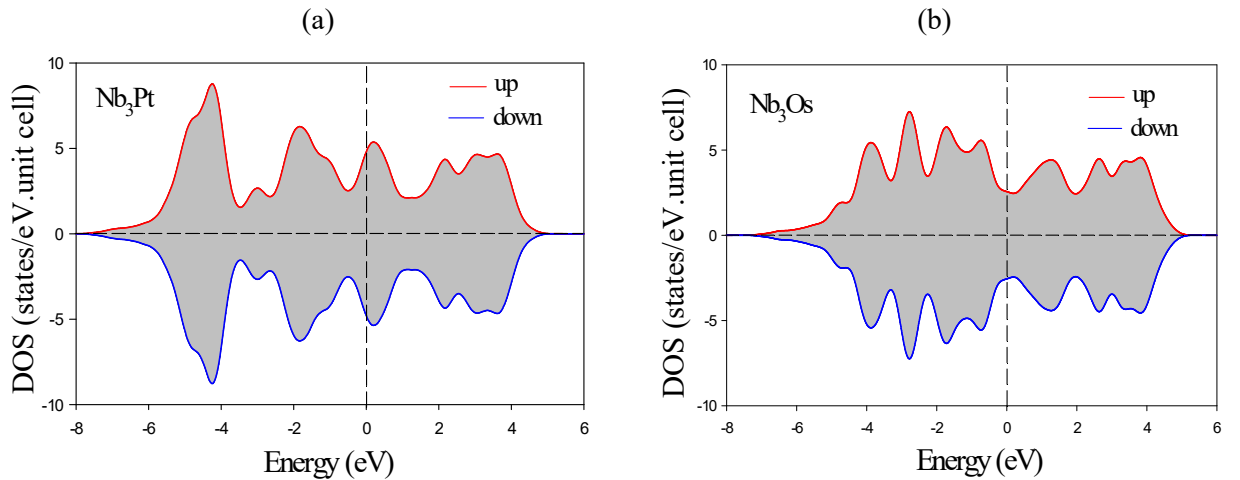 (a)
10
Nb₃Pt
up
down
5
0
-5
-10
-8
-6
-4
-2
0
2
4
6
DOS (states/eV.unit cell)
Energy (eV)
(b)
10
Nb₃Os
up
down
5
0
-5
-10
-8
-6
-4
-2
0
2
4
6
DOS (states/eV.unit cell)
Energy (eV)